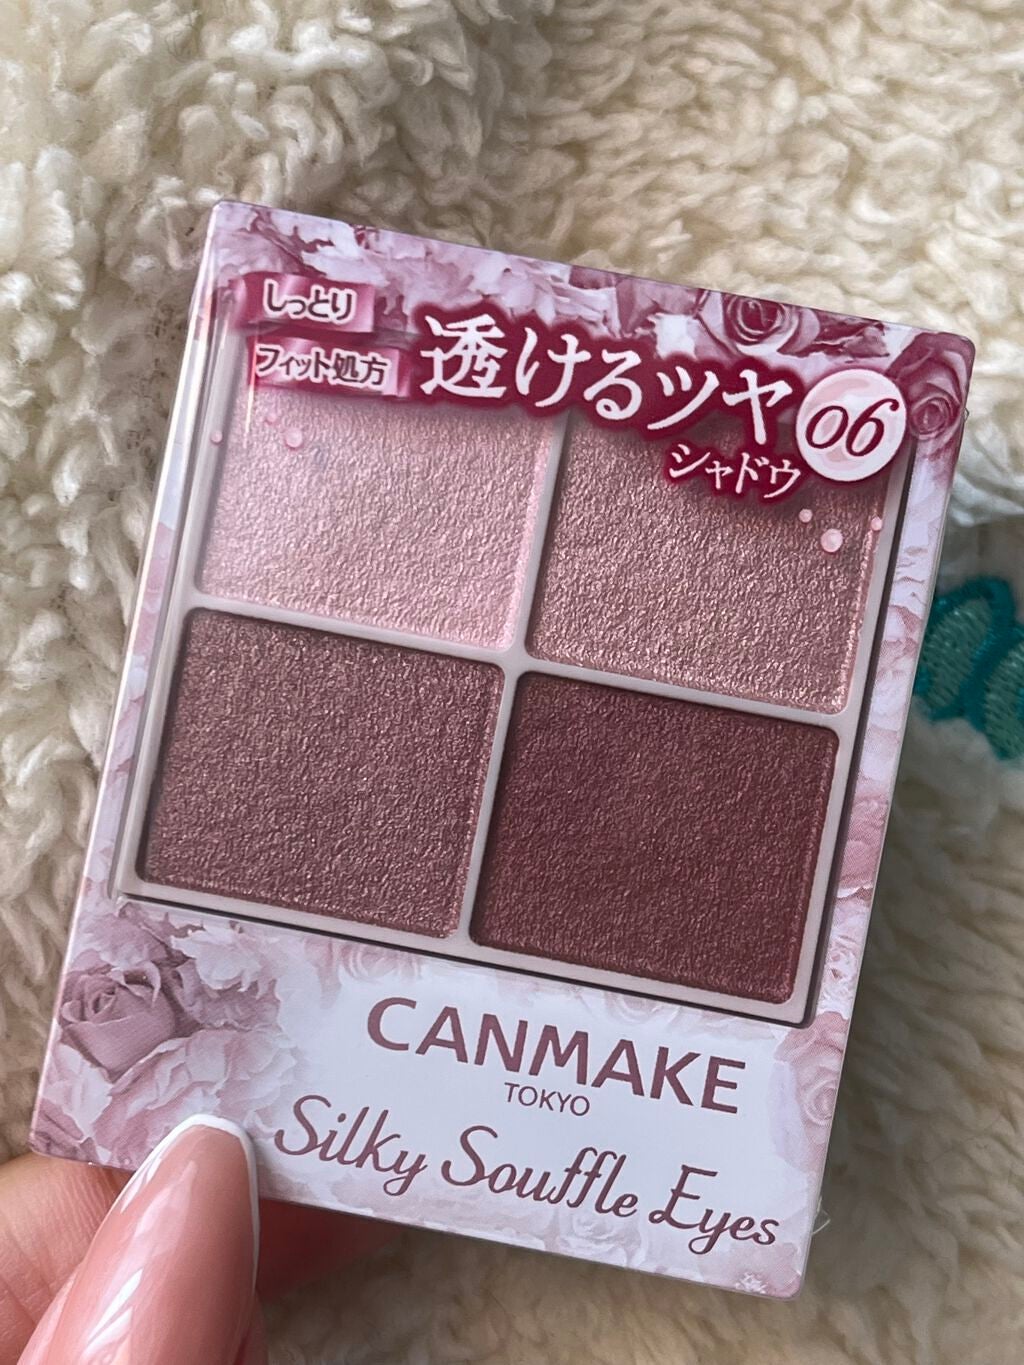 しっとり
フィット処方
透けるツヤ
シャドウ
06
CANMAKE
TOKYO
Silky Souffle Eyes